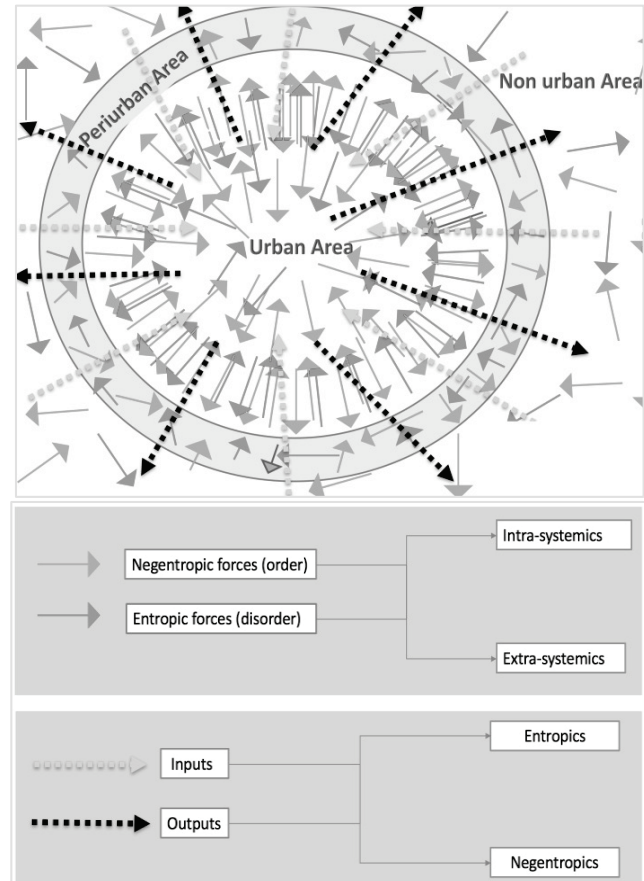 Periurban Area
Non urban Area
Urban Area
Negentropic forces (order)
Entropic forces (disorder)
Intra-systemics
Extra-systemics
Inputs
Outputs
Entropics
Negentropics